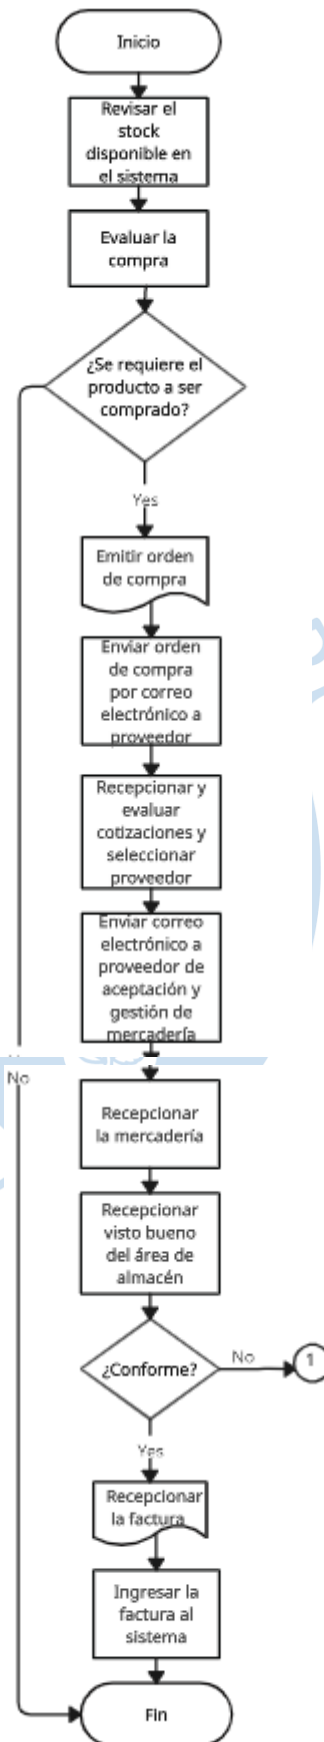 Inicio
Revisar el
stock
disponible en
el sistema
Evaluar la
compra
¿Se requiere el
producto a ser
comprado?
Yes
Emitir orden
de compra
Enviar orden
de compra
por correo
electrónico a
proveedor
Recepcionar y
evaluar
cotizaciones y
seleccionar
proveedor
Enviar correo
electrónico a
proveedor de
aceptación y
gestión de
mercadería
No
Recepcionar
la mercadería
Recepcionar
visto bueno
del área de
almacén
¿Conforme?
No
1
Yes
Recepcionar
la factura
Ingresar la
factura al
sistema
Fin